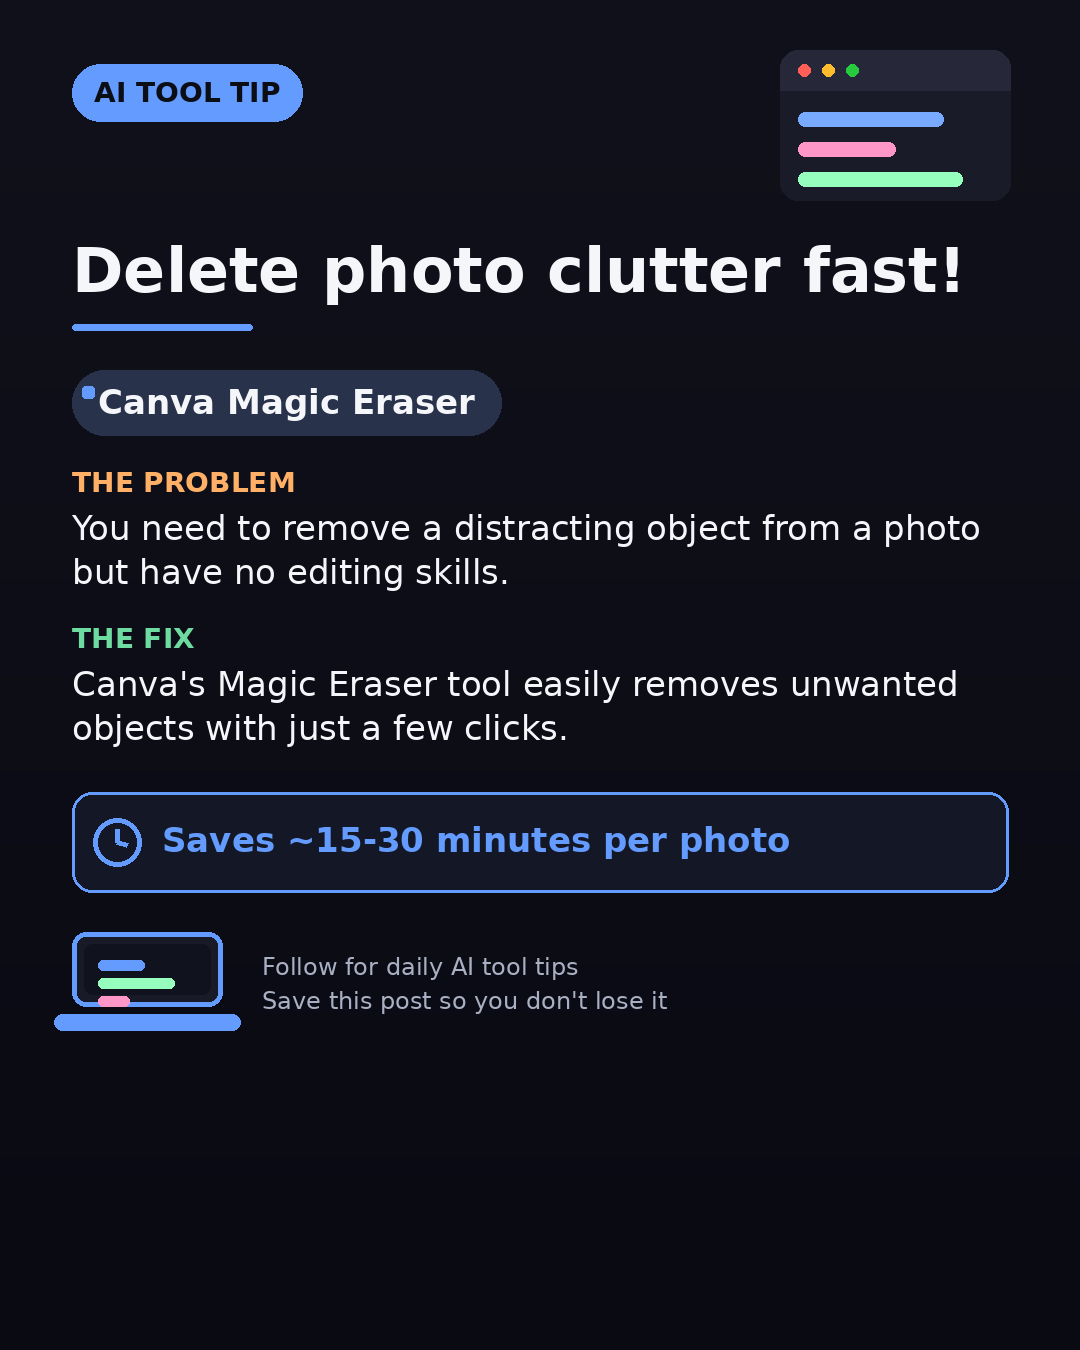 AI TOOL TIP
Delete photo clutter fast!
Canva Magic Eraser
THE PROBLEM
You need to remove a distracting object from a photo
but have no editing skills.
THE FIX
Canva's Magic Eraser tool easily removes unwanted
objects with just a few clicks.
Saves ~15-30 minutes per photo
Follow for daily AI tool tips
Save this post so you don't lose it